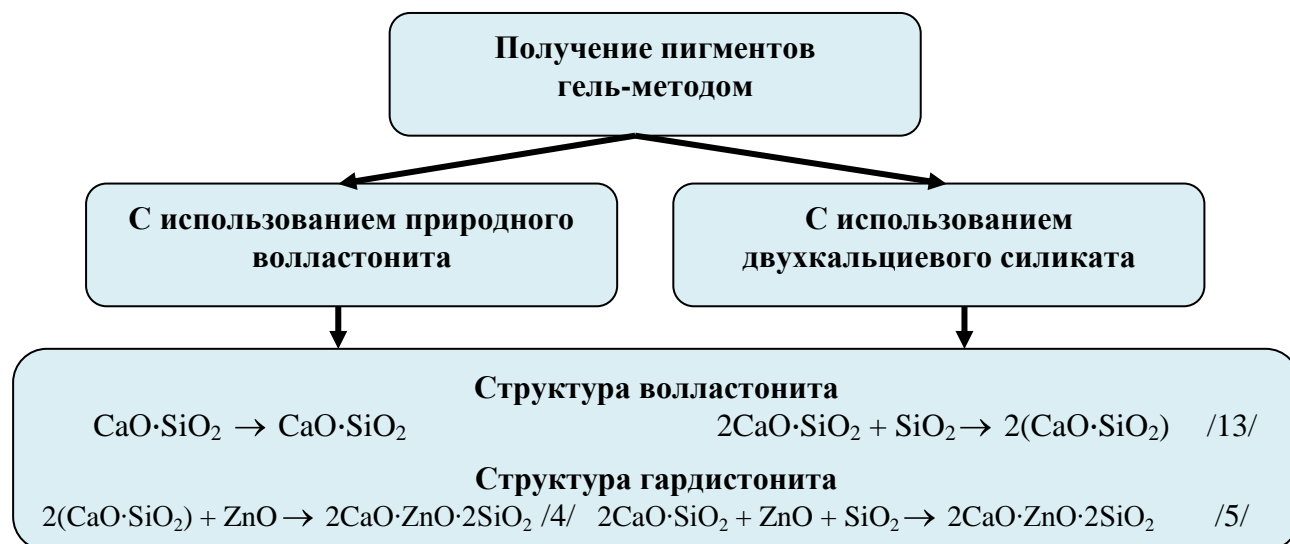 Получение пигментов
гель-методом
С использованием природного
волластонита
С использованием
двухкальциевого силиката
Структура волластонита
CaO·SiO₂ → CaO·SiO₂ 2CaO·SiO₂ + SiO₂→ 2(CaO·SiO₂) /13/
Структура гардистонита
2(CaO·SiO₂) + ZnO → 2CaO·ZnO·2SiO₂ /4/ 2CaO·SiO₂ + ZnO + SiO₂→ 2CaO·ZnO·2SiO₂ /5/